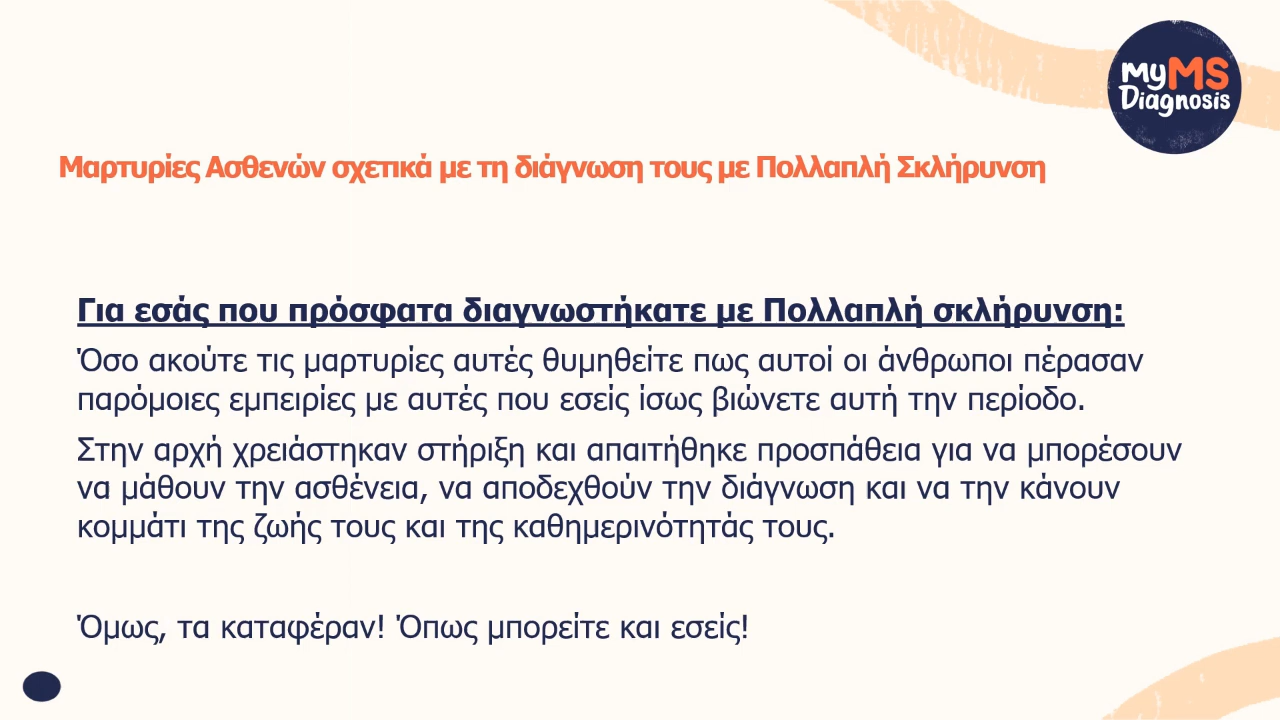 MyMS
Diagnosis
Μαρτυρίες Ασθενών σχετικά με τη διάγνωση τους με Πολλαπλή Σκλήρυνση
Για εσάς που πρόσφατα διαγνωστήκατε με Πολλαπλή σκλήρυνση:
Όσο ακούτε τις μαρτυρίες αυτές θυμηθείτε πως αυτοί οι άνθρωποι πέρασαν
παρόμοιες εμπειρίες με αυτές που εσείς ίσως βιώνετε αυτή την περίοδο.
Στην αρχή χρειάστηκαν στήριξη και απαιτήθηκε προσπάθεια για να μπορέσουν
να μάθουν την ασθένεια, να αποδεχθούν την διάγνωση και να την κάνουν
κομμάτι της ζωής τους και της καθημερινότητάς τους.
Όμως, τα καταφέραν! Όπως μπορείτε και εσείς!